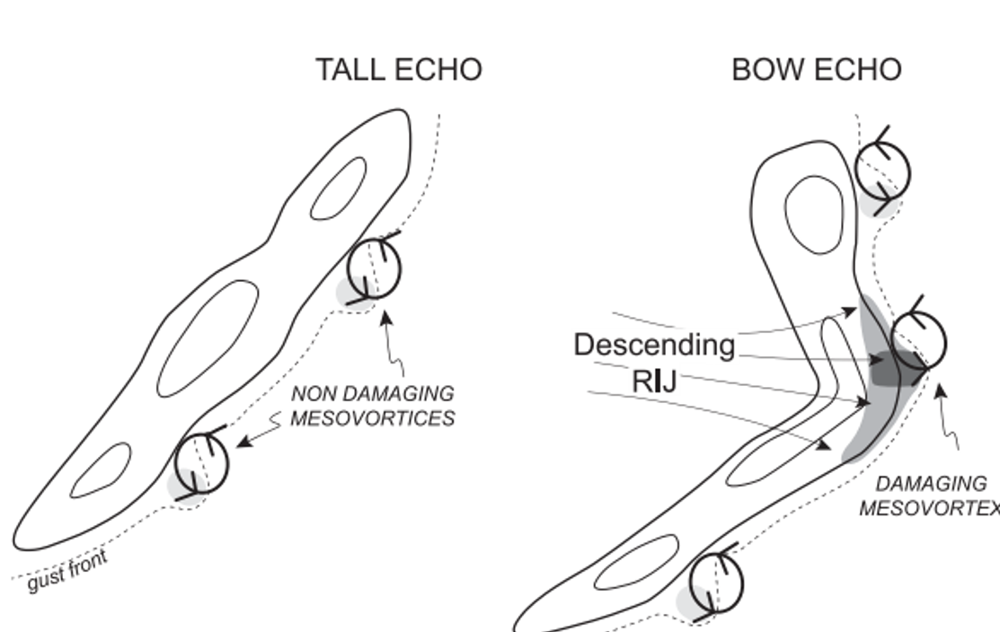 TALL ECHO
BOW ECHO
Descending
RIJ
NON DAMAGING
MESOVORTICES
DAMAGING
MESOVORTEX
gust front